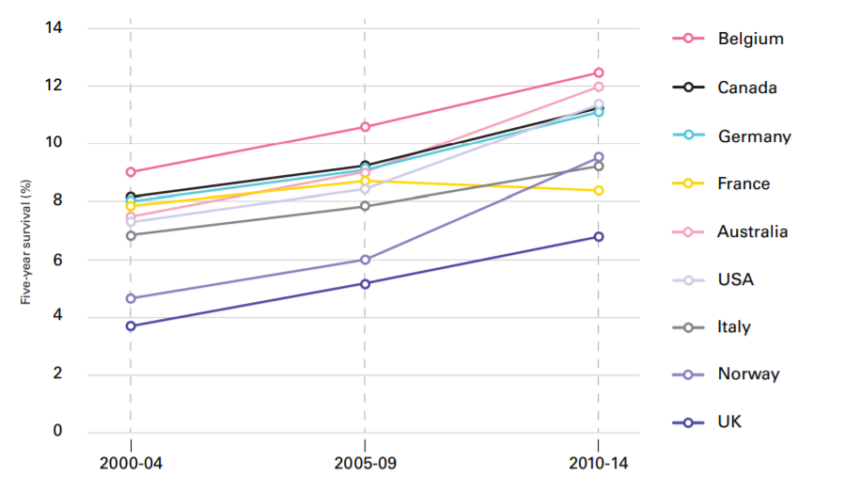 14
12
10
8
6
4
2
0
Five-year survival (%)
2000-04
2005-09
2010-14
Belgium
Canada
Germany
France
Australia
USA
Italy
Norway
UK